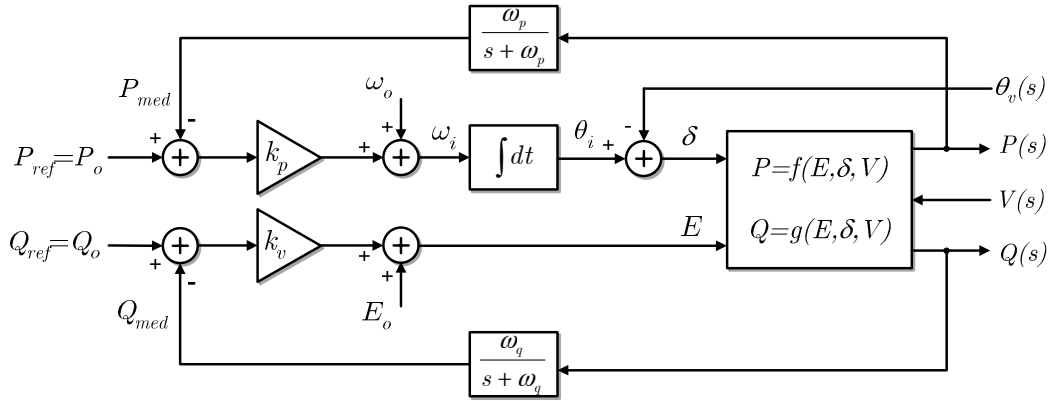 ω_p
s + ω_p
P_med
-
ω_o
θ_v(s)
+
+
ω_i
θ_i
-
δ
P_ref=P_o
+
k_p
+
+
∫dt
+
+
P=f(E,δ,V)
P(s)
V(s)
Q_ref=Q_o
+
+
k_v
+
+
E
Q=g(E,δ,V)
Q(s)
-
+
Q_med
E_o
ω_q
s + ω_q